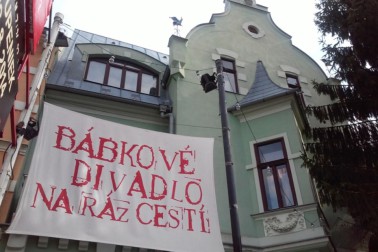 BÁBKOVÉ
DIVADLO
NA RÁZCESTÍ